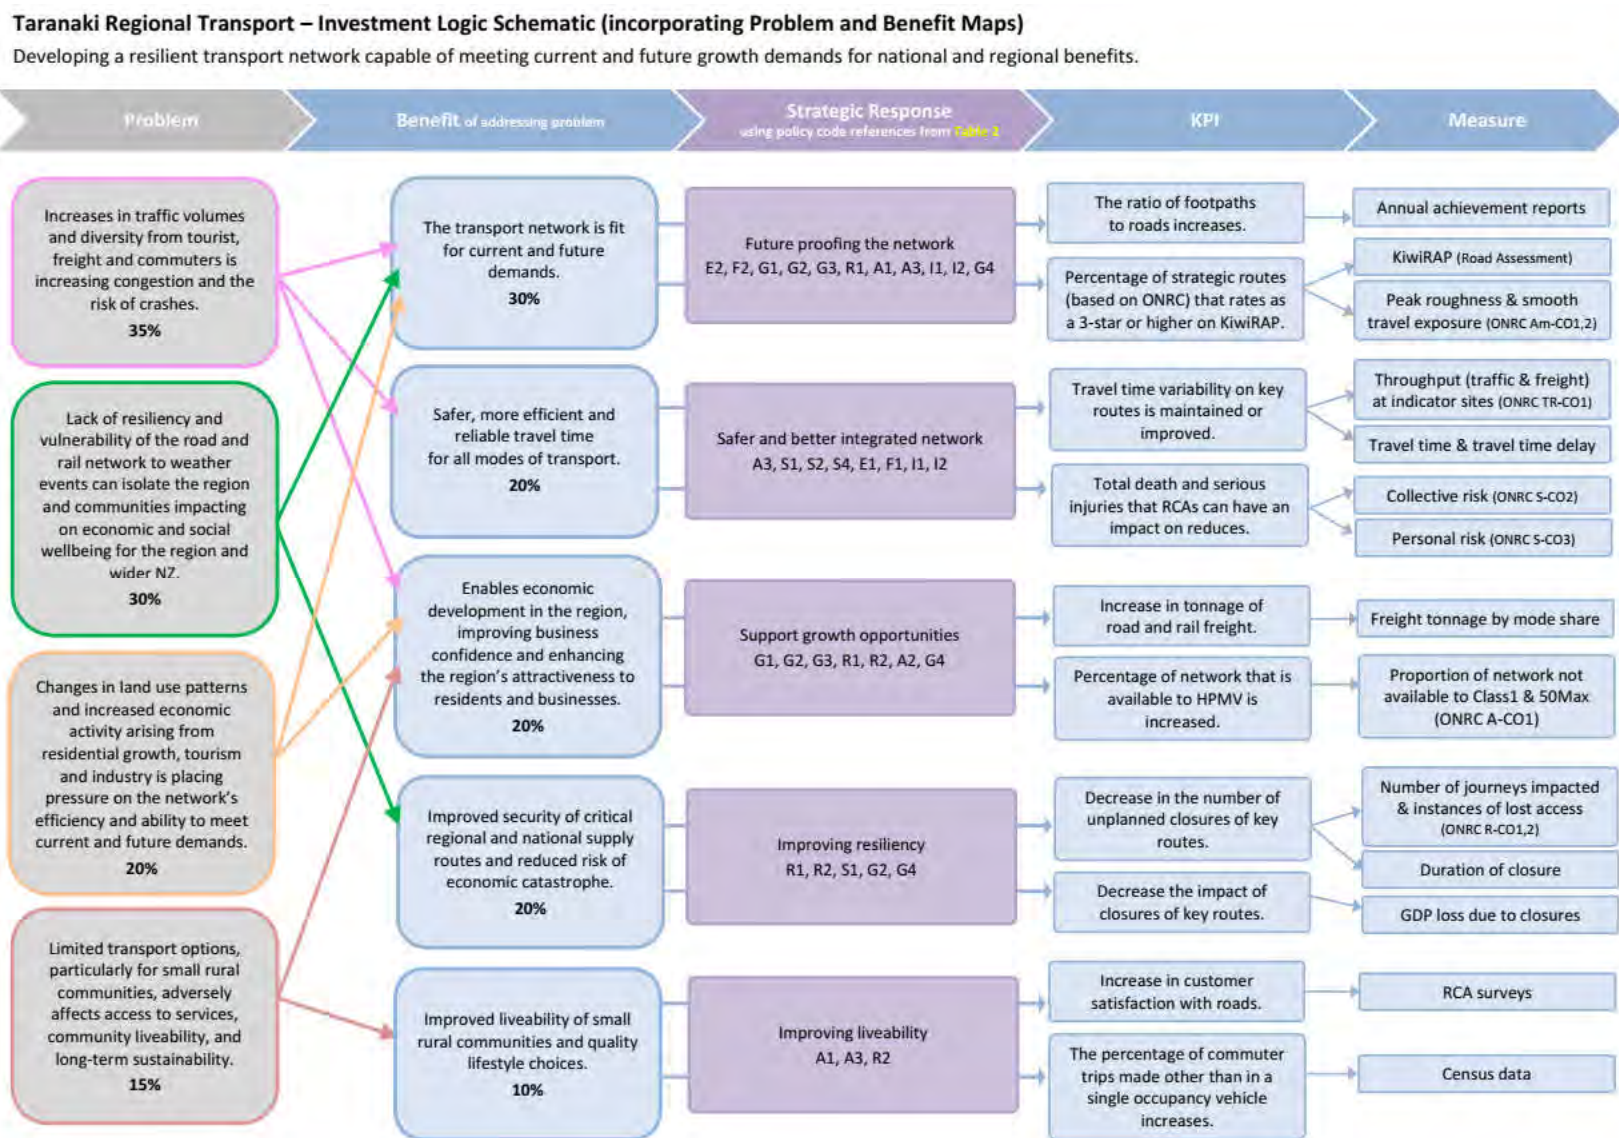 Taranaki Regional Transport – Investment Logic Schematic (incorporating Problem and Benefit Maps)
Developing a resilient transport network capable of meeting current and future growth demands for national and regional benefits.
Problem
Benefit of addressing problem
Strategic Response
using policy code references from Table 2
KPI
Measure
Increases in traffic volumes
and diversity from tourist,
freight and commuters is
increasing congestion and the
risk of crashes.
35%
Lack of resiliency and
vulnerability of the road and
rail network to weather
events can isolate the region
and communities impacting
on economic and social
wellbeing for the region and
wider NZ.
30%
Changes in land use patterns
and increased economic
activity arising from
residential growth, tourism
and industry is placing
pressure on the network's
efficiency and ability to meet
current and future demands.
20%
Limited transport options,
particularly for small rural
communities, adversely
affects access to services,
community liveability, and
long-term sustainability.
15%
The transport network is fit
for current and future
demands.
30%
Safer, more efficient and
reliable travel time
for all modes of transport.
20%
Enables economic
development in the region,
improving business
confidence and enhancing
the region's attractiveness to
residents and businesses.
20%
Improved security of critical
regional and national supply
routes and reduced risk of
economic catastrophe.
20%
Improved liveability of small
rural communities and quality
lifestyle choices.
10%
Future proofing the network
E2, F2, G1, G2, G3, R1, A1, A3, I1, I2, G4
Safer and better integrated network
A3, S1, S2, S4, E1, F1, I1, I2
Support growth opportunities
G1, G2, G3, R1, R2, A2, G4
Improving resiliency
R1, R2, S1, G2, G4
Improving liveability
A1, A3, R2
The ratio of footpaths
to roads increases.
Percentage of strategic routes
(based on ONRC) that rates as
a 3-star or higher on KiwiRAP.
Travel time variability on key
routes is maintained or
improved.
Total death and serious
injuries that RCAs can have an
impact on reduces.
Increase in tonnage of
road and rail freight.
Percentage of network that is
available to HPMV is
increased.
Decrease in the number of
unplanned closures of key
routes.
Decrease the impact of
closures of key routes.
Increase in customer
satisfaction with roads.
The percentage of commuter
trips made other than in a
single occupancy vehicle
increases.
Annual achievement reports
KiwiRAP (Road Assessment)
Peak roughness & smooth
travel exposure (ONRC Am-CO1,2)
Throughput (traffic & freight)
at indicator sites (ONRC TR-CO1)
Travel time & travel time delay
Collective risk (ONRC S-CO2)
Personal risk (ONRC S-CO3)
Freight tonnage by mode share
Proportion of network not
available to Class1 & 50Max
(ONRC A-CO1)
Number of journeys impacted
& instances of lost access
(ONRC R-CO1,2)
Duration of closure
GDP loss due to closures
RCA surveys
Census data